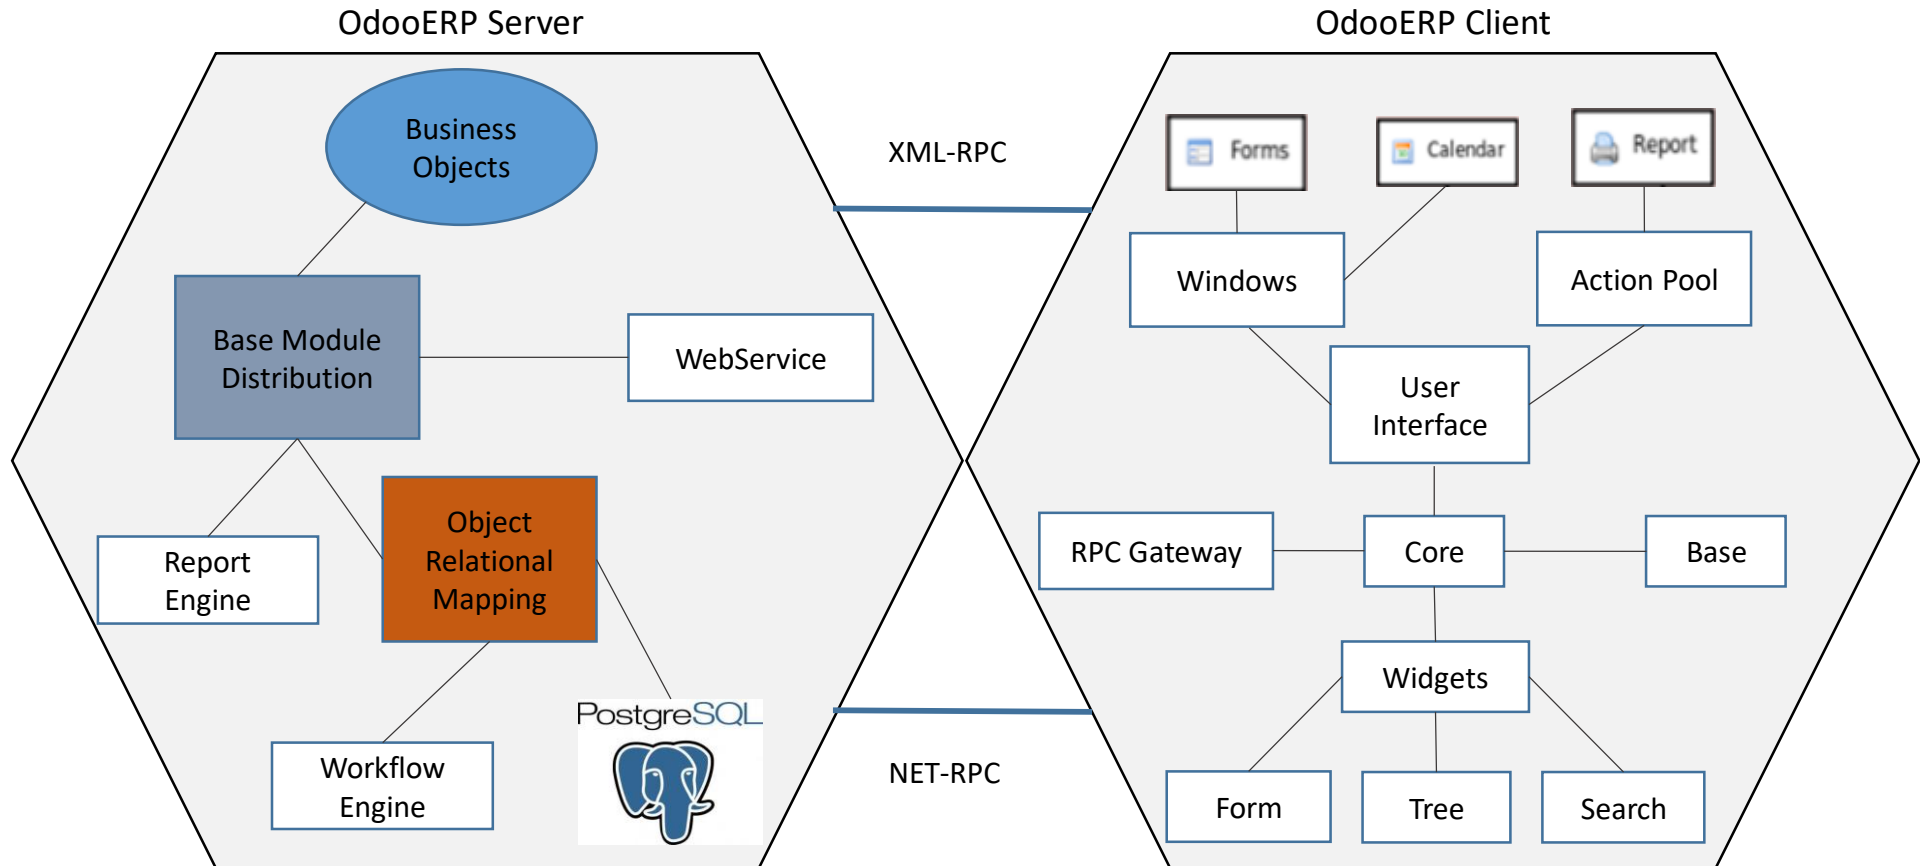 OdooERP Server
OdooERP Client
Business
Objects
XML-RPC
Forms
Calendar
Report
Windows
Action Pool
Base Module
Distribution
WebService
User
Interface
Object
Relational
Mapping
Report
Engine
RPC Gateway
Core
Base
Widgets
PostgreSQL
Workflow
Engine
NET-RPC
Form
Tree
Search